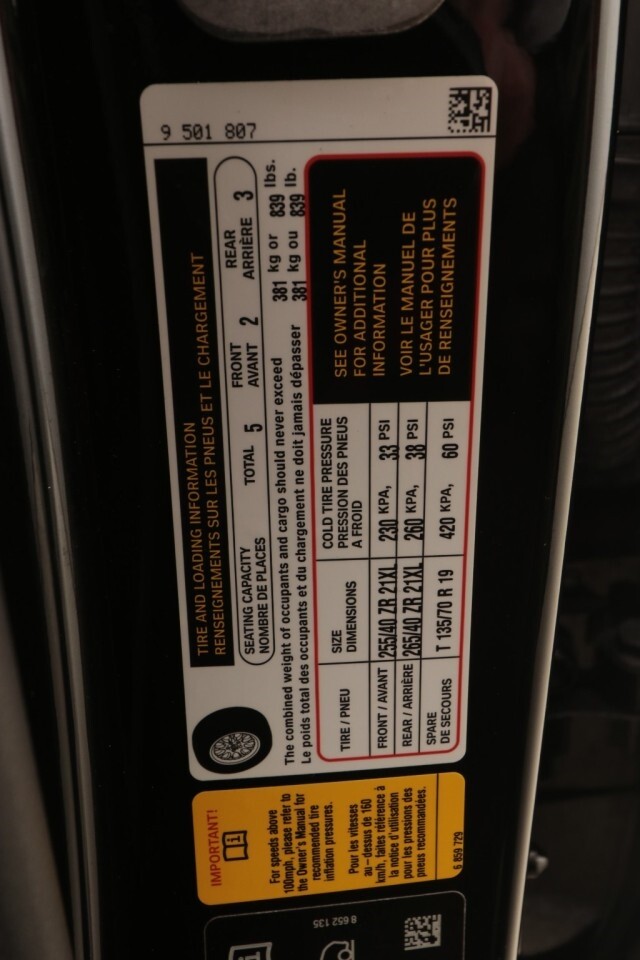 9 501 807
TIRE AND LOADING INFORMATION
RENSEIGNEMENTS SUR LES PNEUS ET LE CHARGEMENT
SEATING CAPACITY
NOMBRE DE PLACES
TOTAL 5
FRONT
AVANT 2
REAR
ARRIÈRE 3
The combined weight of occupants and cargo should never exceed 381 kg or 839 lbs.
Le poids total des occupants et du chargement ne doit jamais dépasser 381 kg ou 839 lb.
TIRE / PNEU
SIZE
DIMENSIONS
COLD TIRE PRESSURE
PRESSION DES PNEUS
A FROID
FRONT / AVANT 255/40 ZR 21XL 230 KPA, 33 PSI
REAR / ARRIÈRE 265/40 ZR 21XL 260 KPA, 38 PSI
SPARE
DE SECOURS
T 135/70 R 19 420 KPA, 60 PSI
SEE OWNER'S MANUAL
FOR ADDITIONAL
INFORMATION
VOIR LE MANUEL DE
L'USAGER POUR PLUS
DE RENSEIGNEMENTS
IMPORTANT!
i
For speeds above
100mph, please refer to
the Owner's Manual for
recommended tire
inflation pressures.
Pour les vitesses
au – dessus de 160
km/h, faites référence à
la notice d'utilisation
pour les pressions des
pneus recommandées.
6 859 729
8 652 135
i